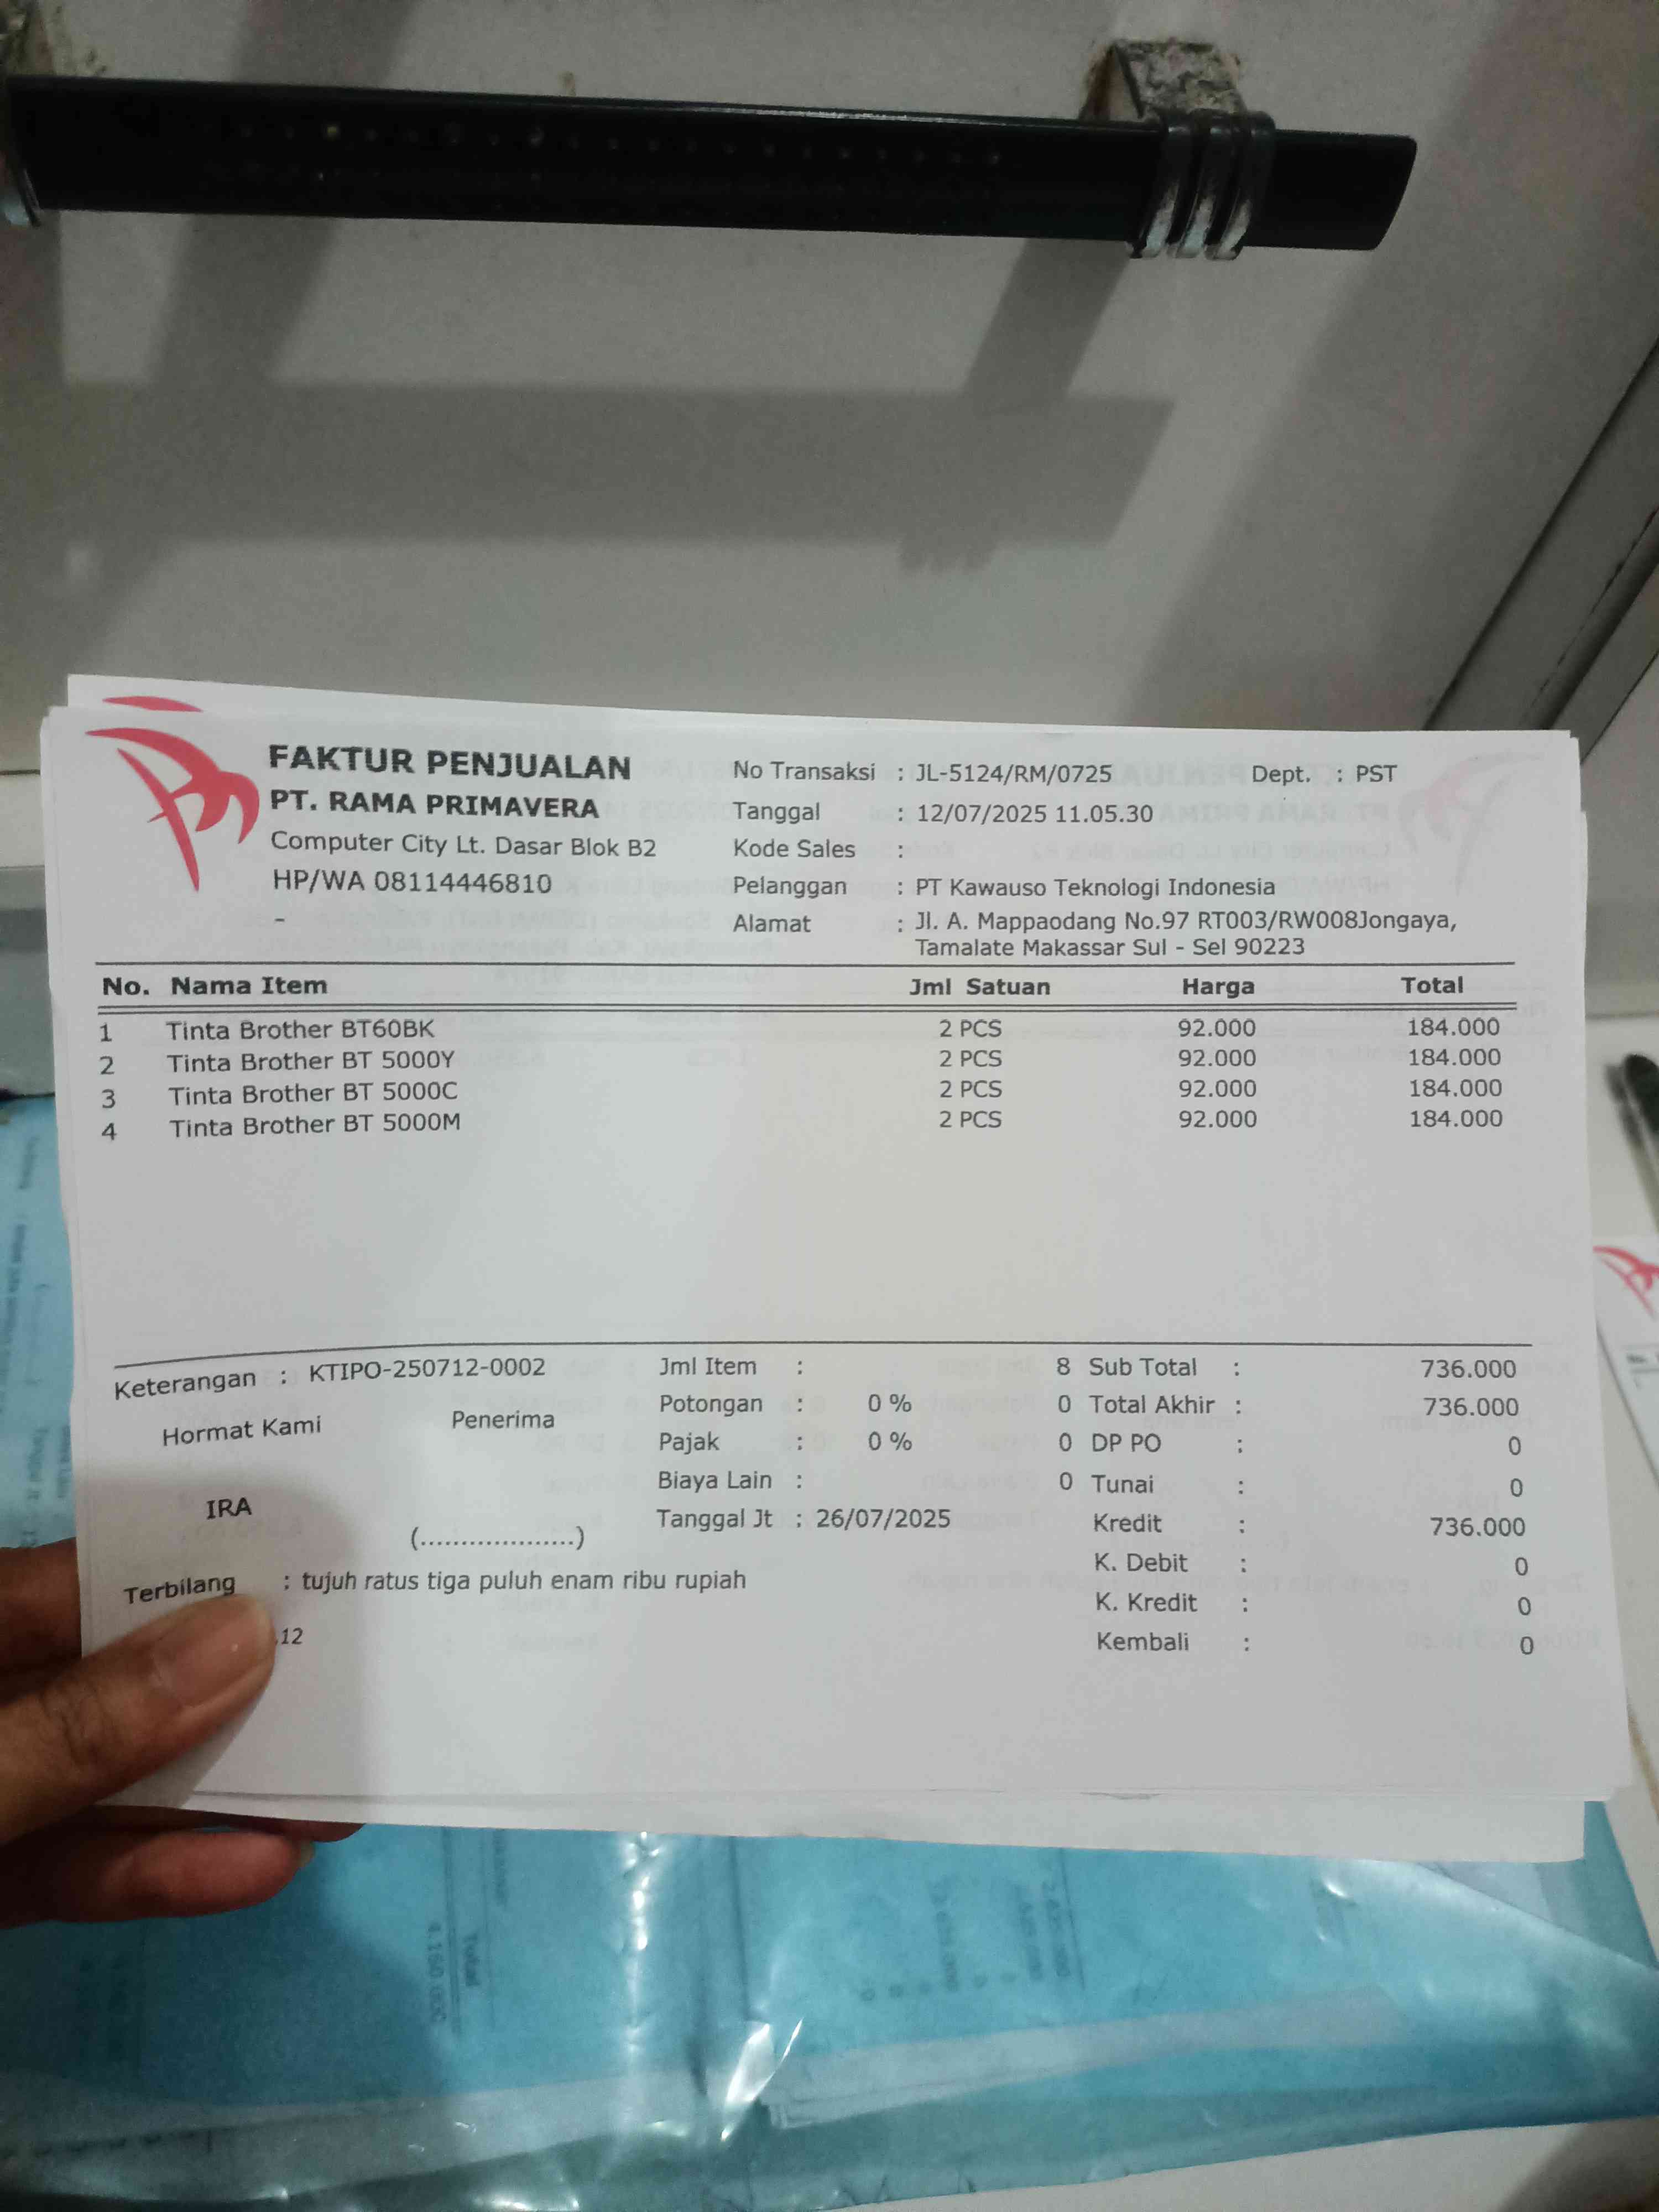 FAKTUR PENJUALAN
PT. RAMA PRIMAVERA
Computer City Lt. Dasar Blok B2
HP/WA 08114446810
-
No Transaksi : JL-5124/RM/0725 Dept. : PST
Tanggal : 12/07/2025 11.05.30
Kode Sales :
Pelanggan : PT Kawauso Teknologi Indonesia
Alamat : Jl. A. Mappaodang No.97 RT003/RW008Jongaya,
Tamalate Makassar Sul - Sel 90223
No. Nama Item Jml Satuan Harga Total
1 Tinta Brother BT60BK 2 PCS 92.000 184.000
2 Tinta Brother BT 5000Y 2 PCS 92.000 184.000
3 Tinta Brother BT 5000C 2 PCS 92.000 184.000
4 Tinta Brother BT 5000M 2 PCS 92.000 184.000
Keterangan : KTIPO-250712-0002
Hormat Kami Penerima
IRA
(...................)
Terbilang : tujuh ratus tiga puluh enam ribu rupiah
.12
Jml Item : 8
Potongan : 0 % 0
Pajak : 0 % 0
Biaya Lain : 0
Tanggal Jt : 26/07/2025
Sub Total : 736.000
Total Akhir : 736.000
DP PO : 0
Tunai : 0
Kredit : 736.000
K. Debit : 0
K. Kredit : 0
Kembali : 0
Total
4.150.000